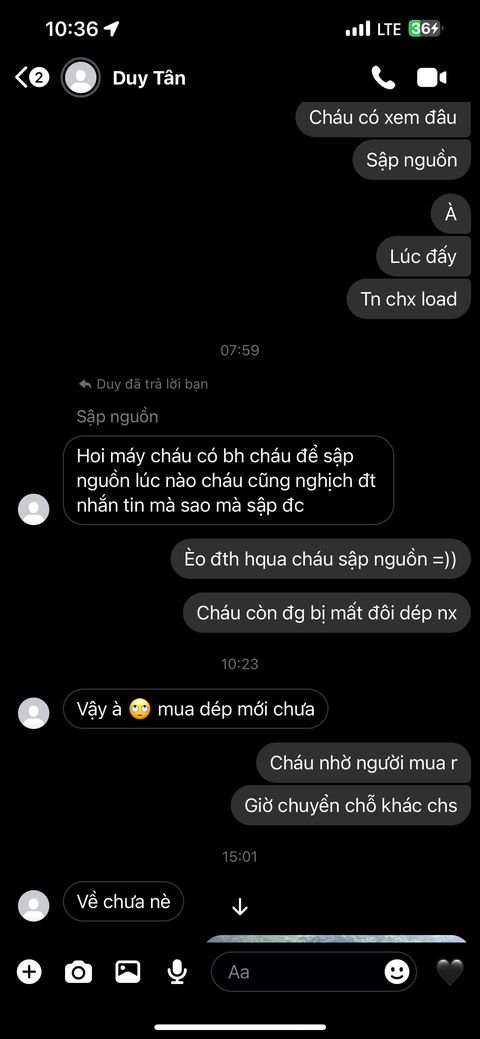 10:36
LTE
36
2
Duy Tân
Cháu có xem đâu
Sập nguồn
À
Lúc đấy
Tn chx load
07:59
Duy đã trả lời bạn
Sập nguồn
Hoi máy cháu có bh cháu để sập
nguồn lúc nào cháu cũng nghịch đt
nhắn tin mà sao mà sập đc
Èo đth hqua cháu sập nguồn =))
Cháu còn đg bị mất đôi dép nx
10:23
Vậy à 🙄 mua dép mới chưa
Cháu nhờ người mua r
Giờ chuyển chỗ khác chs
15:01
Về chưa nè
Aa